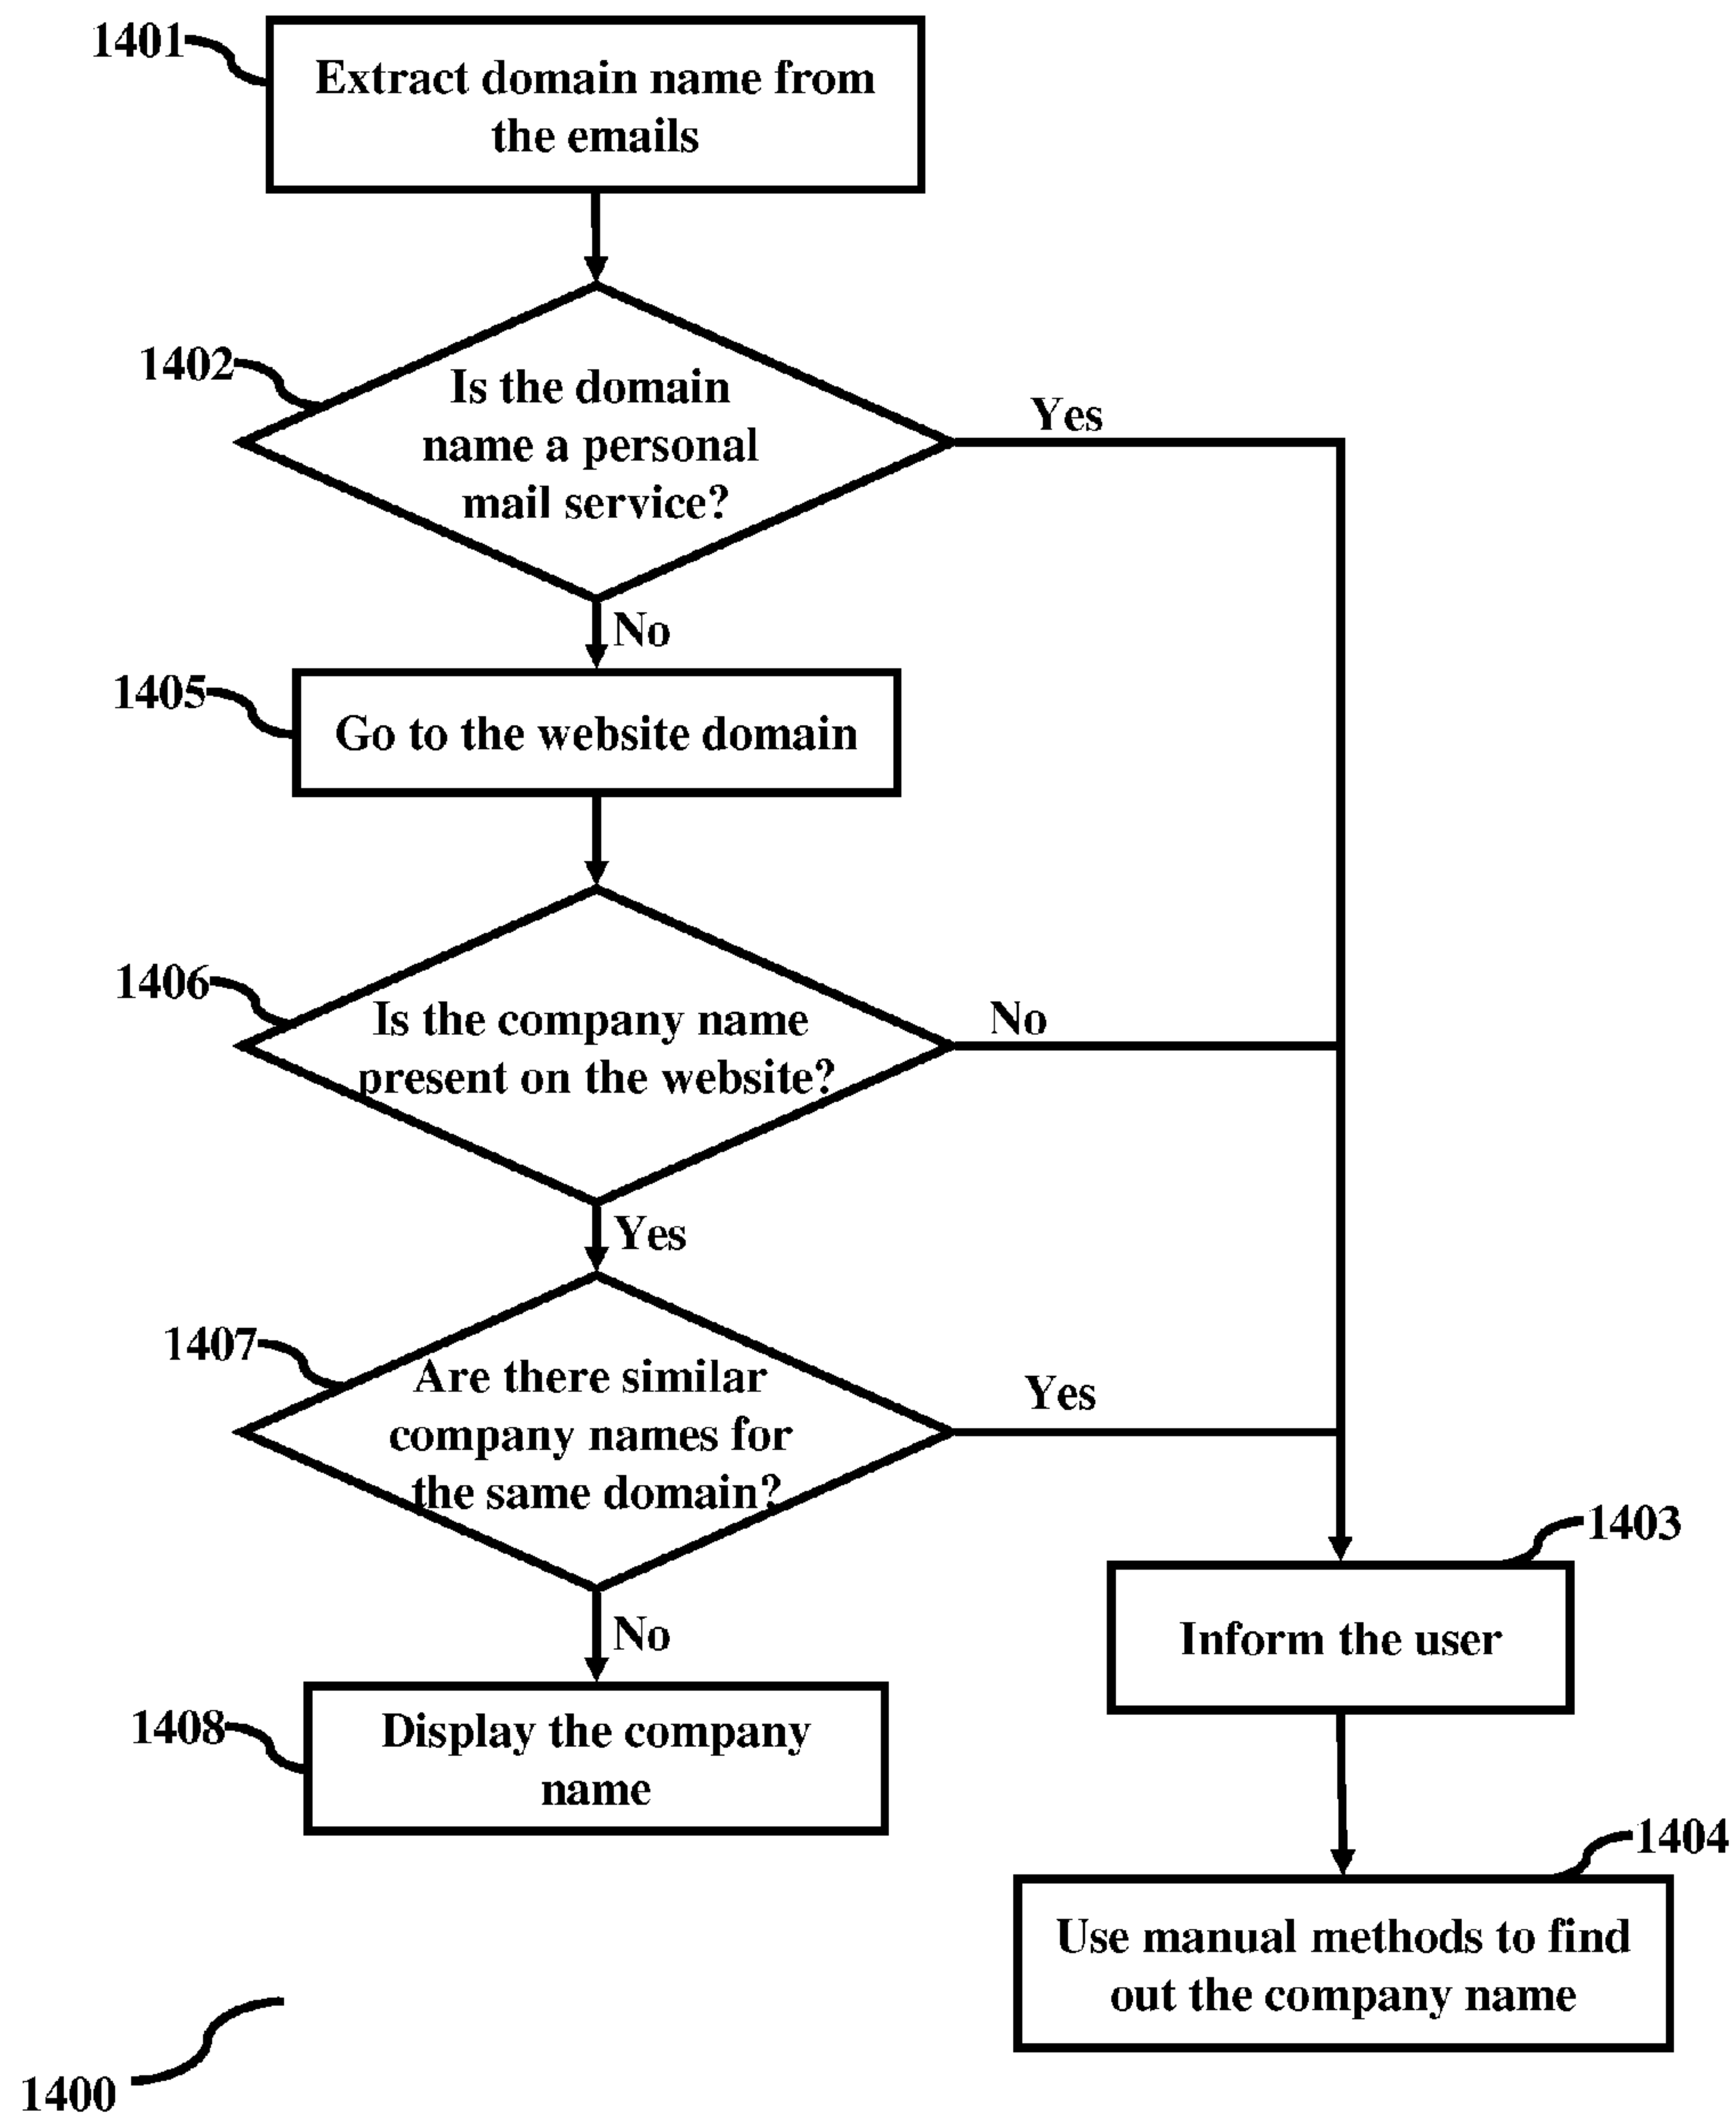 1401
Extract domain name from
the emails
1402
Is the domain
name a personal
mail service?
Yes
No
1405
Go to the website domain
1406
Is the company name
present on the website?
No
Yes
1407
Are there similar
company names for
the same domain?
Yes
No
1403
Inform the user
1408
Display the company
name
1404
Use manual methods to find
out the company name
1400